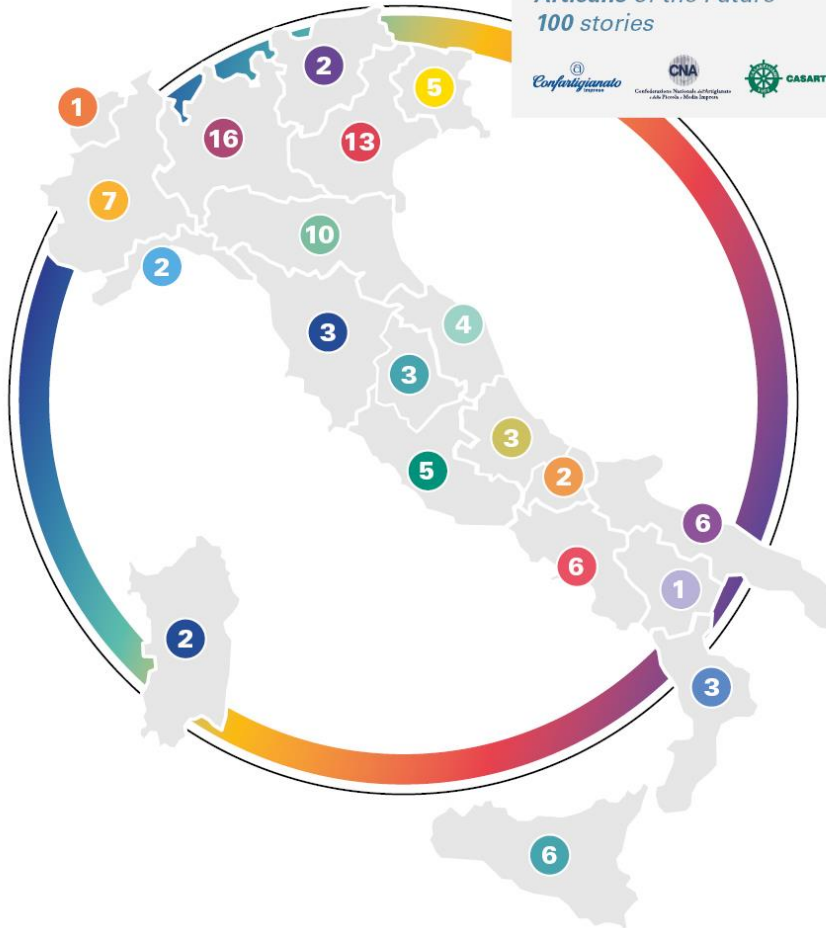 Artisans of the Future
100 stories
Confartigianato
Imprese
CNA
Confederazione Nazionale dell'Artigianato
e della Piccola e Media Impresa
CASART
2
5
1
16
13
7
10
2
3
4
3
3
5
2
6
6
1
2
3
6